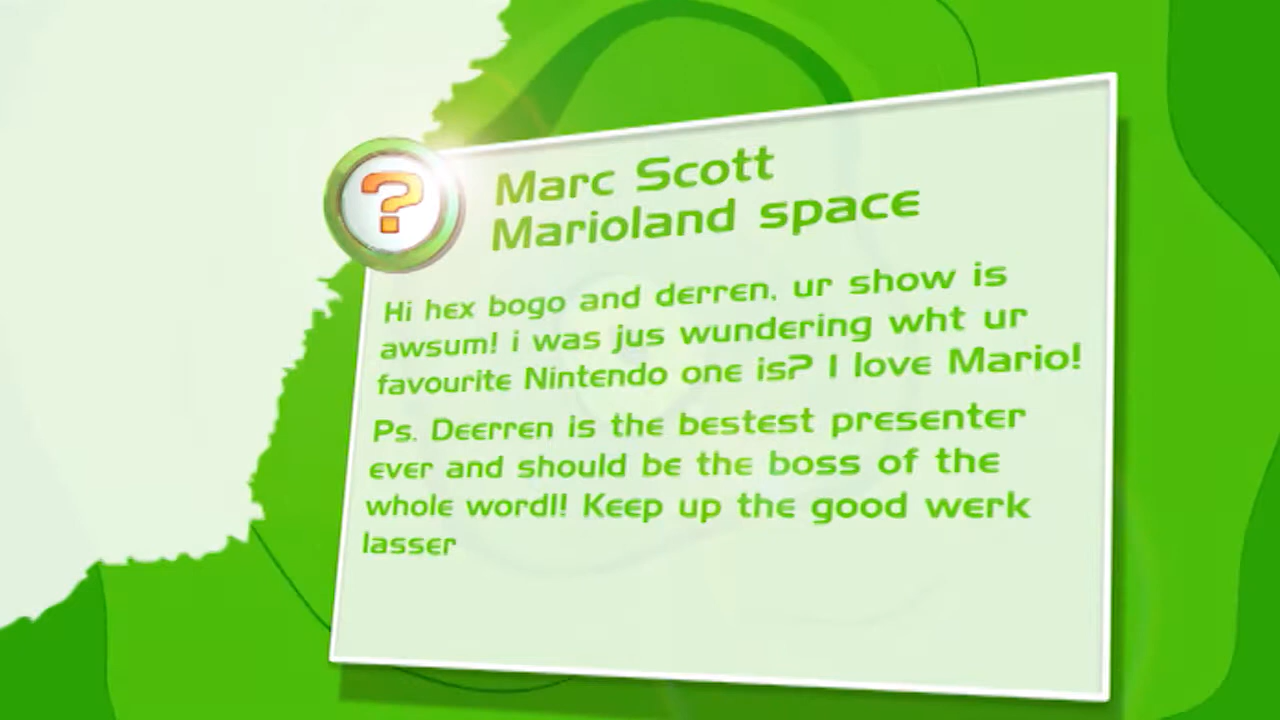 ?
Marc Scott
Marioland space
Hi hex bogo and derren, ur show is
awsum! i was jus wundering wht ur
favourite Nintendo one is? I love Mario!
Ps. Deerren is the bestest presenter
ever and should be the boss of the
whole wordl! Keep up the good werk
lasser